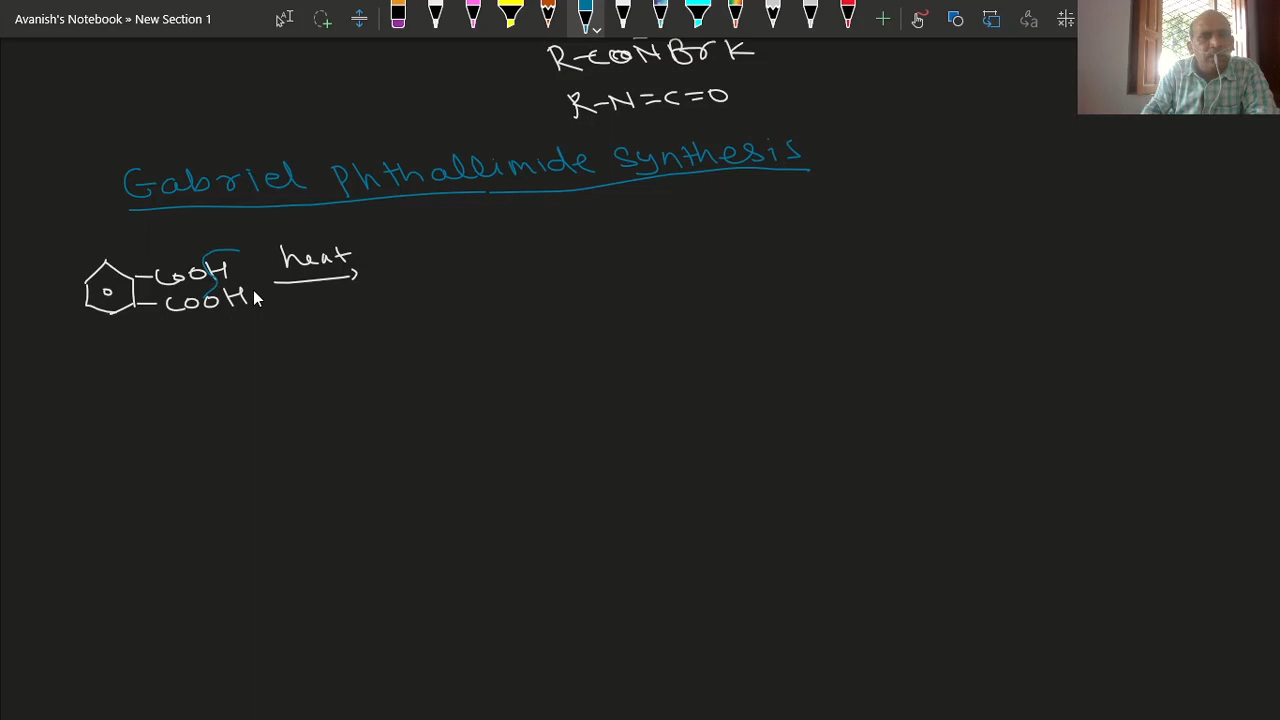 Avanish's Notebook » New Section 1
R-CONBrK
R-N=C=O
Gabriel Phthallimide synthesis
heat
-COOH
-COOH